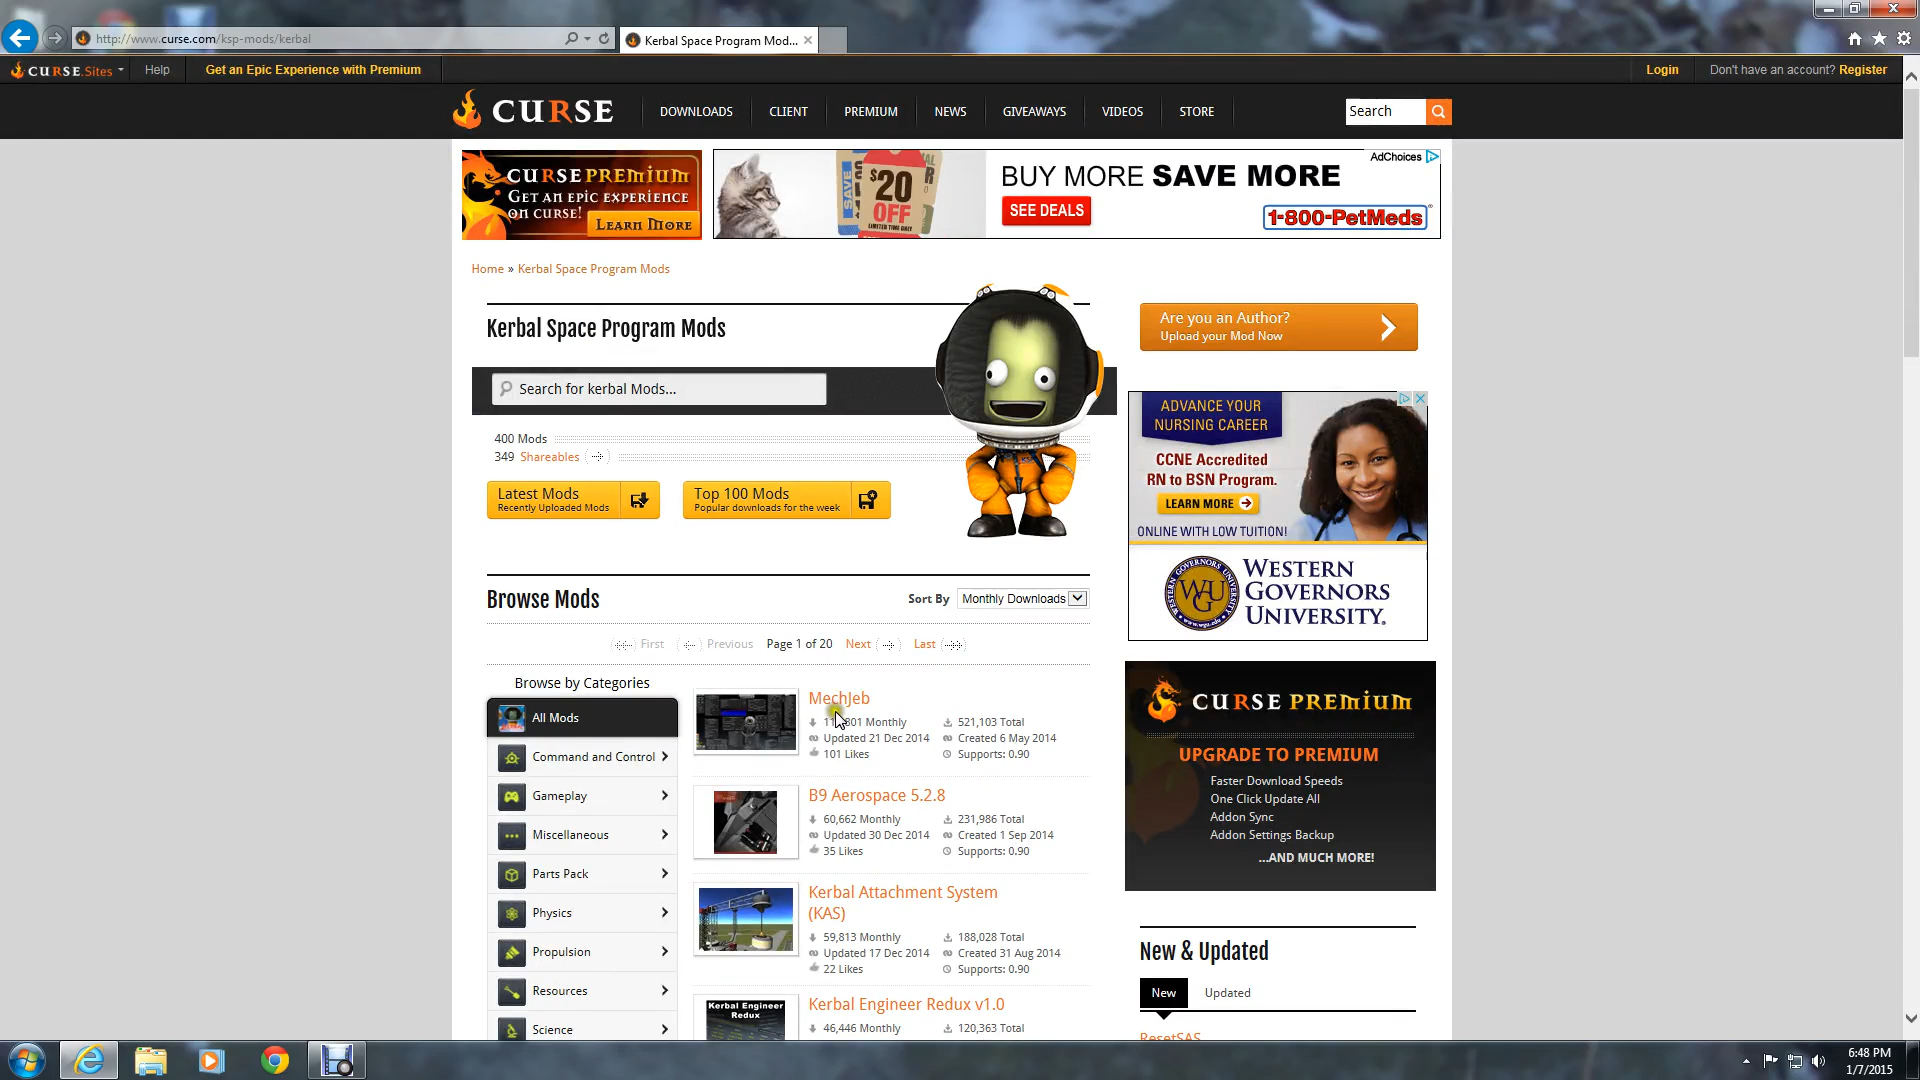 http://www.curse.com/ksp-mods/kerbal
Kerbal Space Program Mod...
CURSE Sites
Help
Get an Epic Experience with Premium
Login
Don't have an account? Register
CURSE
DOWNLOADS
CLIENT
PREMIUM
NEWS
GIVEAWAYS
VIDEOS
STORE
Search
CURSE PREMIUM
GET AN EPIC EXPERIENCE
ON CURSE!
LEARN MORE
SAVE
$20
OFF
LIMITED TIME ONLY
BUY MORE SAVE MORE
SEE DEALS
AdChoices
1-800-PetMeds
Home » Kerbal Space Program Mods
Kerbal Space Program Mods
Search for kerbal Mods...
400 Mods
349 Shareables
Latest Mods
Recently Uploaded Mods
Top 100 Mods
Popular downloads for the week
Are you an Author?
Upload your Mod Now
ADVANCE YOUR
NURSING CAREER
CCNE Accredited
RN to BSN Program.
LEARN MORE
ONLINE WITH LOW TUITION!
WGU
WESTERN
GOVERNORS
UNIVERSITY.
Browse Mods
Sort By
Monthly Downloads
First
Previous
Page 1 of 20
Next
Last
Browse by Categories
All Mods
Command and Control
Gameplay
Miscellaneous
Parts Pack
Physics
Propulsion
Resources
Science
MechJeb
Monthly
521,103 Total
Updated 21 Dec 2014
Created 6 May 2014
101 Likes
Supports: 0.90
B9 Aerospace 5.2.8
60,662 Monthly
231,986 Total
Updated 30 Dec 2014
Created 1 Sep 2014
35 Likes
Supports: 0.90
Kerbal Attachment System
(KAS)
59,813 Monthly
188,028 Total
Updated 17 Dec 2014
Created 31 Aug 2014
22 Likes
Supports: 0.90
Kerbal Engineer
Redux
Kerbal Engineer Redux v1.0
46,446 Monthly
120,363 Total
CURSE PREMIUM
UPGRADE TO PREMIUM
Faster Download Speeds
One Click Update All
Addon Sync
Addon Settings Backup
...AND MUCH MORE!
New & Updated
New
Updated
ResetSAS
6:48 PM
1/7/2015